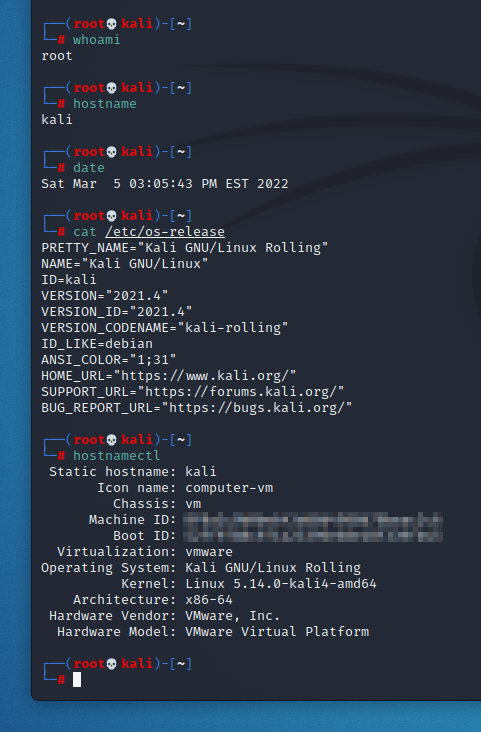 ┌──(root💀kali)-[~]
└─# whoami
root
┌──(root💀kali)-[~]
└─# hostname
kali
┌──(root💀kali)-[~]
└─# date
Sat Mar  5 03:05:43 PM EST 2022
┌──(root💀kali)-[~]
└─# cat /etc/os-release
PRETTY_NAME="Kali GNU/Linux Rolling"
NAME="Kali GNU/Linux"
ID=kali
VERSION="2021.4"
VERSION_ID="2021.4"
VERSION_CODENAME="kali-rolling"
ID_LIKE=debian
ANSI_COLOR="1;31"
HOME_URL="https://www.kali.org/"
SUPPORT_URL="https://forums.kali.org/"
BUG_REPORT_URL="https://bugs.kali.org/"
┌──(root💀kali)-[~]
└─# hostnamectl
Static hostname: kali
Icon name: computer-vm
Chassis: vm
Machine ID:
Boot ID:
Virtualization: vmware
Operating System: Kali GNU/Linux Rolling
Kernel: Linux 5.14.0-kali4-amd64
Architecture: x86-64
Hardware Vendor: VMware, Inc.
Hardware Model: VMware Virtual Platform
┌──(root💀kali)-[~]
└─#